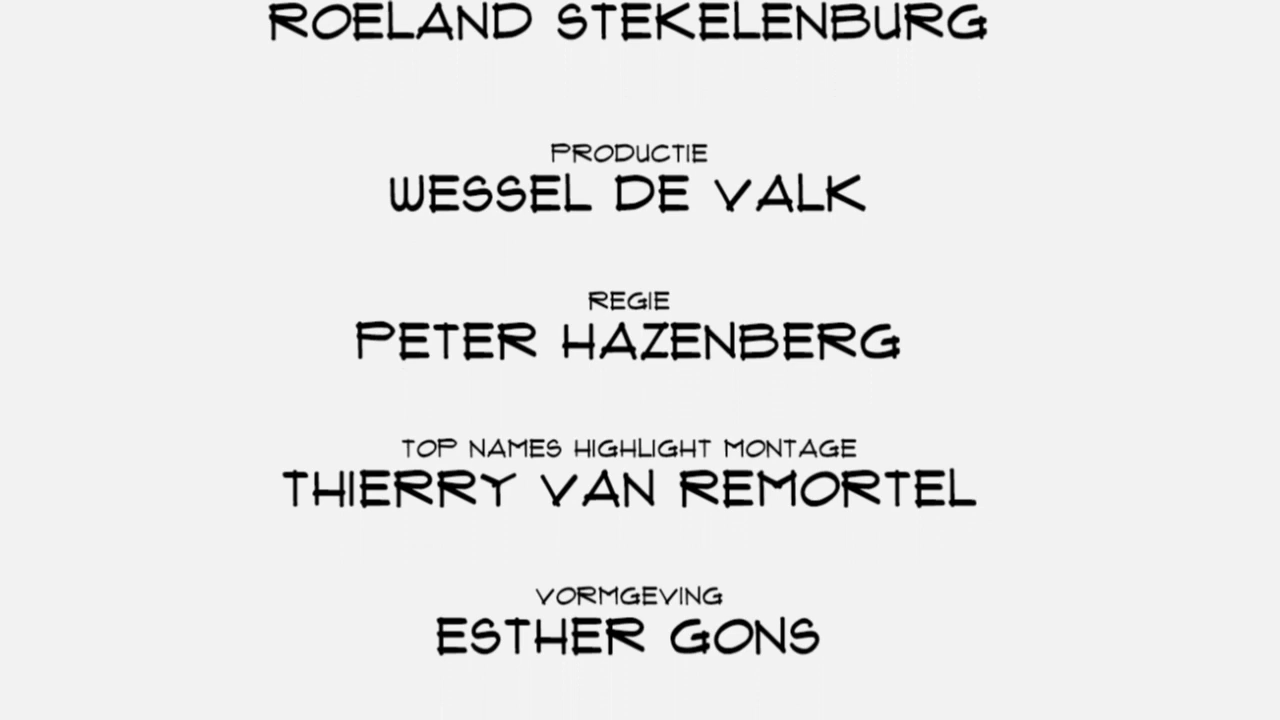 ROELAND STEKELENBURG
PRODUCTIE
WESSEL DE VALK
REGIE
PETER HAZENBERG
TOP NAMES HIGHLIGHT MONTAGE
THIERRY VAN REMORTEL
VORMGEVING
ESTHER GONS